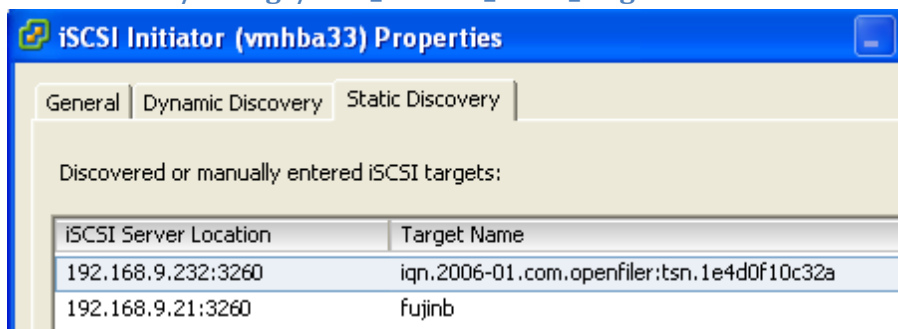 iSCSI Initiator (vmhba33) Properties
General Dynamic Discovery Static Discovery
Discovered or manually entered iSCSI targets:
iSCSI Server Location Target Name
192.168.9.232:3260 iqn.2006-01.com.openfiler:tsn.1e4d0f10c32a
192.168.9.21:3260 fujinb